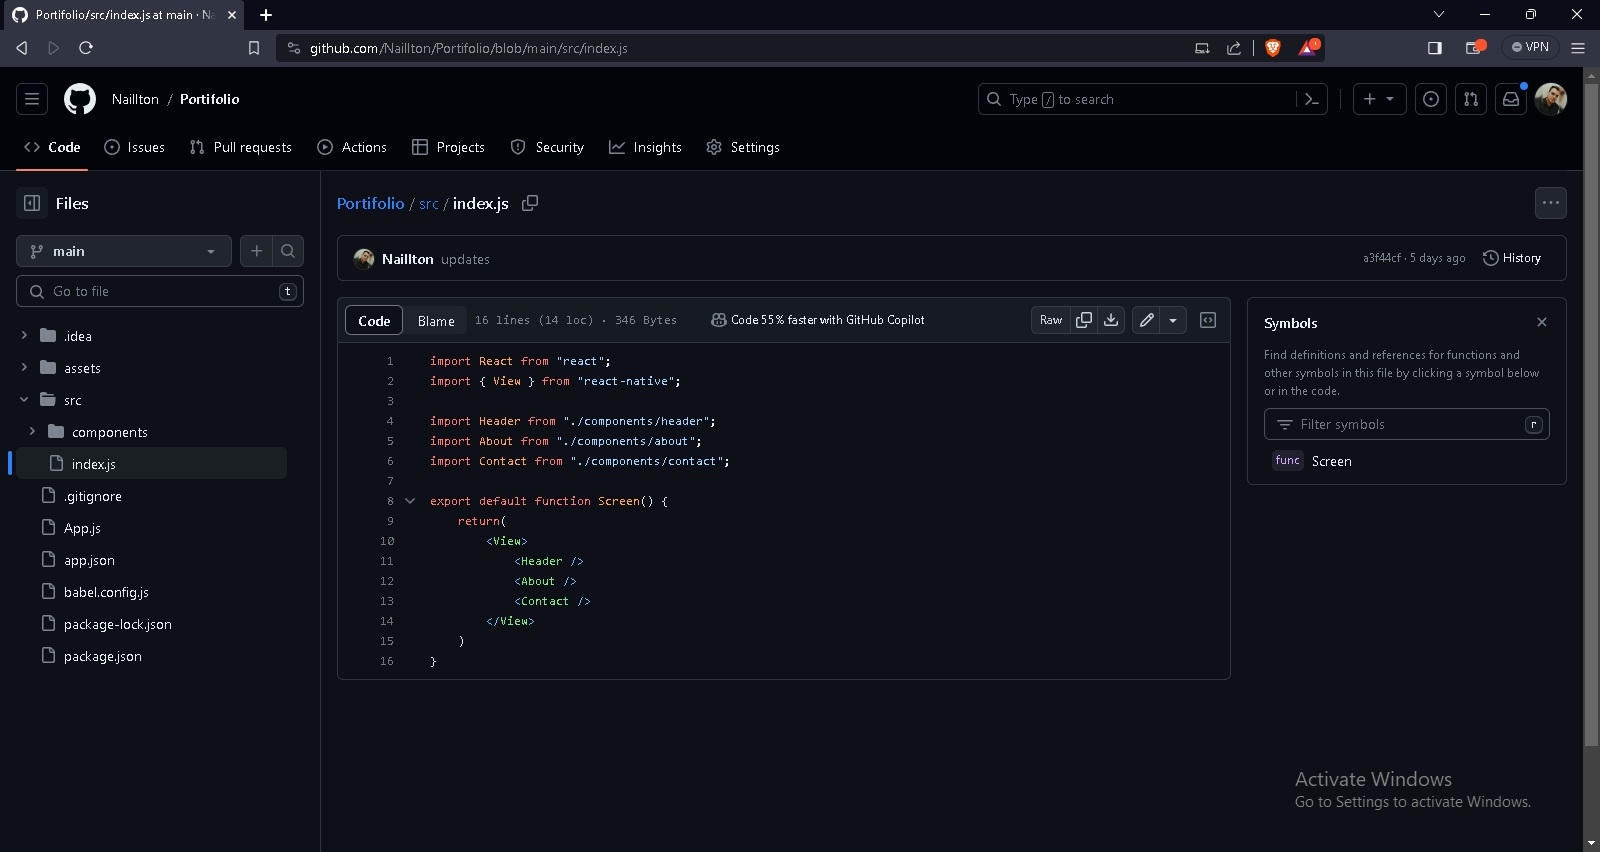 Portifolio/src/index.js at main · Na
github.com/Naillton/Portifolio/blob/main/src/index.js
VPN
Naillton / Portifolio
Type / to search
Code
Issues
Pull requests
Actions
Projects
Security
Insights
Settings
Files
main
Go to file
t
.idea
assets
src
components
index.js
.gitignore
App.js
app.json
babel.config.js
package-lock.json
package.json
Portifolio / src / index.js
Naillton updates
a3f44cf · 5 days ago
History
Code
Blame
16 lines (14 loc) · 346 Bytes
Code 55% faster with GitHub Copilot
Raw
1 import React from "react";
2 import { View } from "react-native";
3
4 import Header from "./components/header";
5 import About from "./components/about";
6 import Contact from "./components/contact";
7
8 export default function Screen() {
9 return(
10 <View>
11 <Header />
12 <About />
13 <Contact />
14 </View>
15 )
16 }
Symbols
Find definitions and references for functions and
other symbols in this file by clicking a symbol below
or in the code.
Filter symbols
r
func Screen
Activate Windows
Go to Settings to activate Windows.